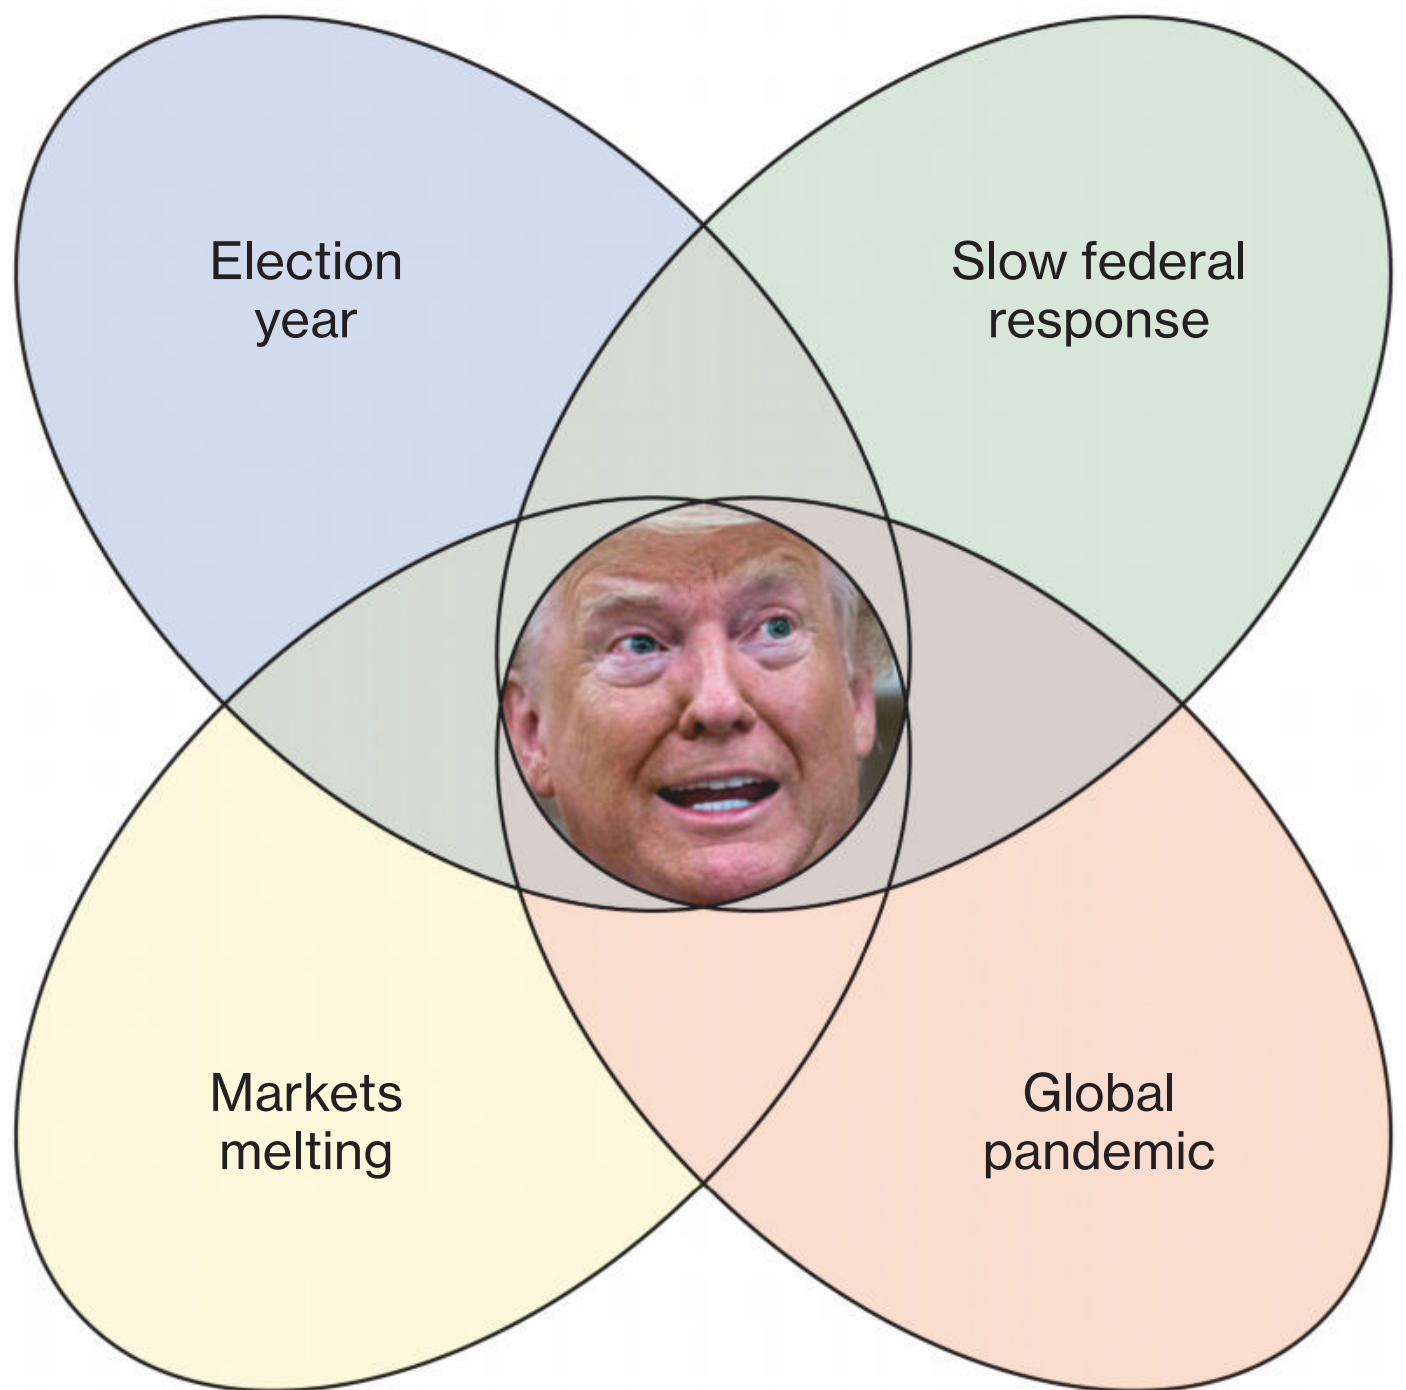 Election
year
Slow federal
response
Markets
melting
Global
pandemic